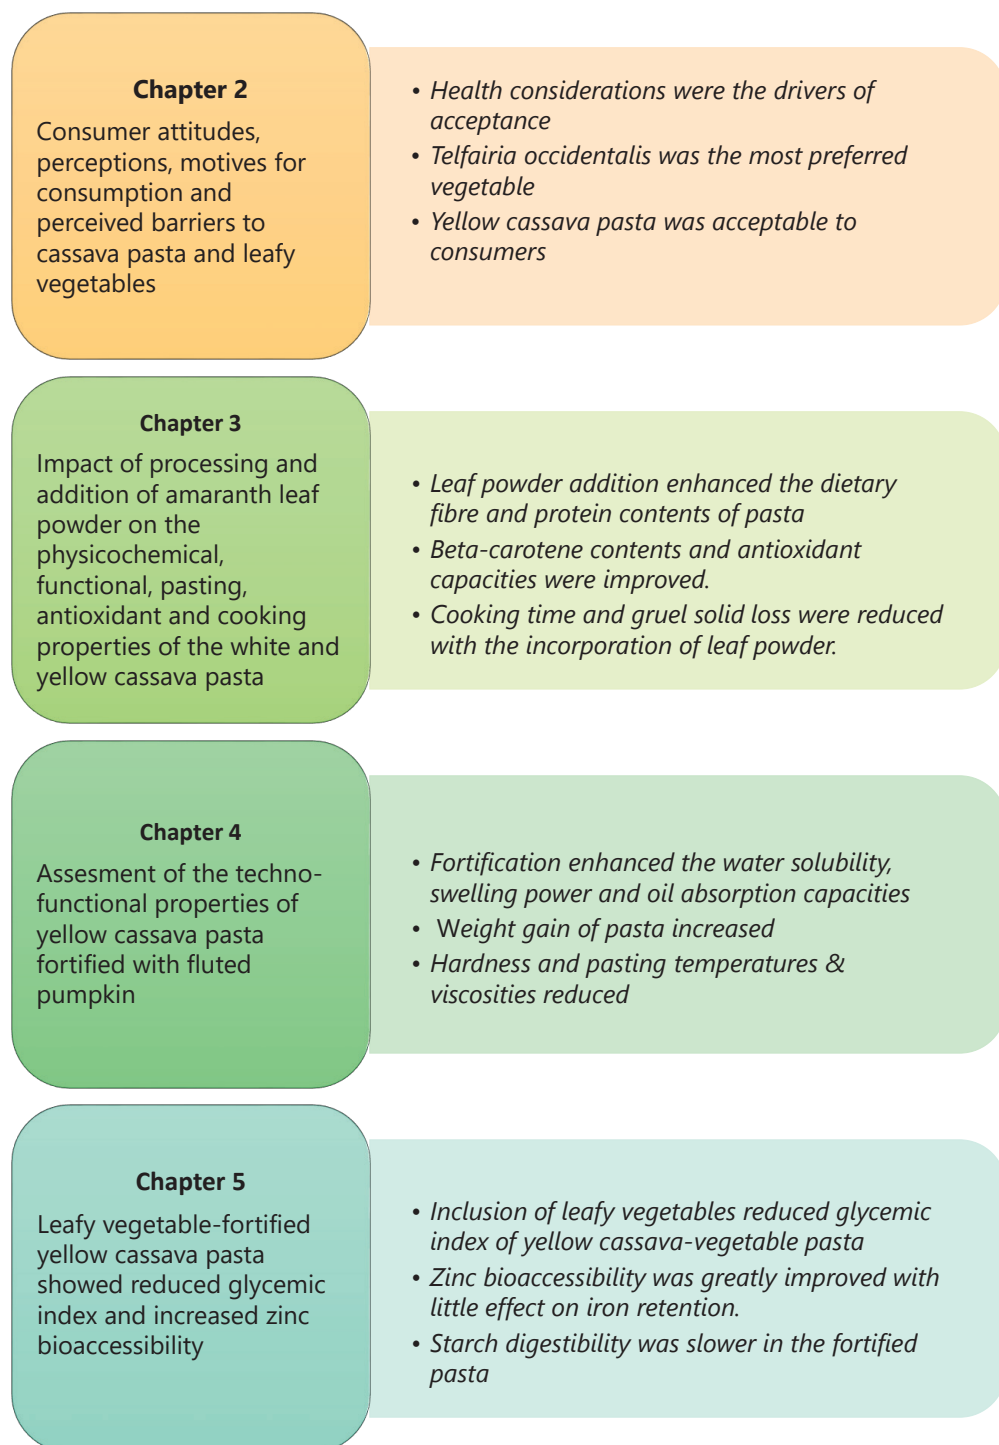 Chapter 2
Consumer attitudes,
perceptions, motives for
consumption and
perceived barriers to
cassava pasta and leafy
vegetables
• Health considerations were the drivers of
acceptance
• Telfairia occidentalis was the most preferred
vegetable
• Yellow cassava pasta was acceptable to
consumers
Chapter 3
Impact of processing and
addition of amaranth leaf
powder on the
physicochemical,
functional, pasting,
antioxidant and cooking
properties of the white and
yellow cassava pasta
• Leaf powder addition enhanced the dietary
fibre and protein contents of pasta
• Beta-carotene contents and antioxidant
capacities were improved.
• Cooking time and gruel solid loss were reduced
with the incorporation of leaf powder.
Chapter 4
Assesment of the techno-
functional properties of
yellow cassava pasta
fortified with fluted
pumpkin
• Fortification enhanced the water solubility,
swelling power and oil absorption capacities
• Weight gain of pasta increased
• Hardness and pasting temperatures &
viscosities reduced
Chapter 5
Leafy vegetable-fortified
yellow cassava pasta
showed reduced glycemic
index and increased zinc
bioaccessibility
• Inclusion of leafy vegetables reduced glycemic
index of yellow cassava-vegetable pasta
• Zinc bioaccessibility was greatly improved with
little effect on iron retention.
• Starch digestibility was slower in the fortified
pasta